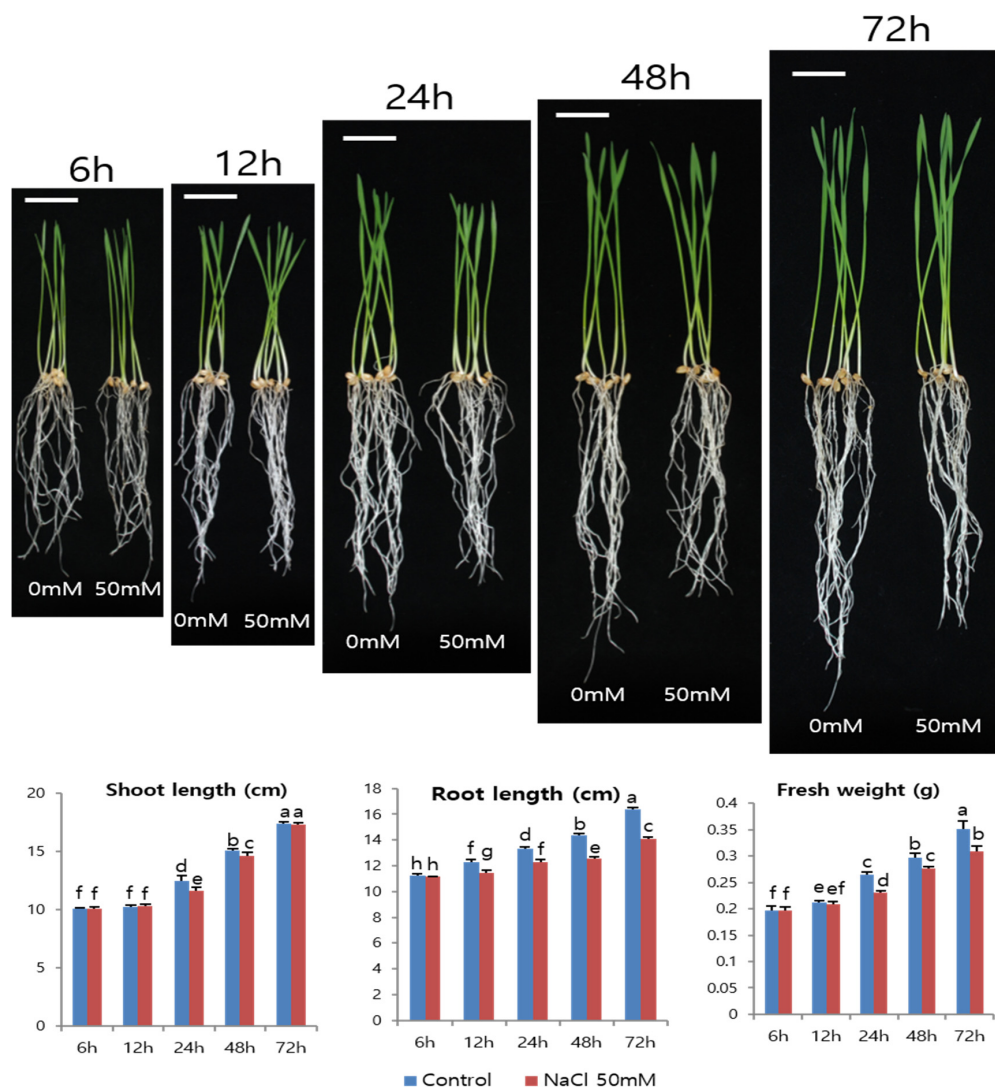 6h
12h
24h
48h
72h
0mM 50mM
0mM 50mM
0mM 50mM
0mM 50mM
0mM 50mM
Shoot length (cm)
20
15
10
5
0
f f
f f
d e
b c
a a
6h 12h 24h 48h 72h
Root length (cm)
18
16
14
12
10
8
6
4
2
0
h h
f g
d f
b e
a c
6h 12h 24h 48h 72h
Fresh weight (g)
0.4
0.35
0.3
0.25
0.2
0.15
0.1
0.05
0
f f
e ef
c d
b c
a b
6h 12h 24h 48h 72h
Control NaCl 50mM